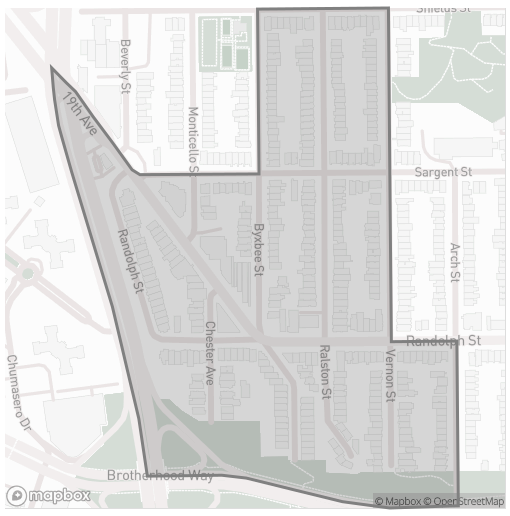 Shields St
Beverly St
19th Ave
Monticello S
Sargent St
Byxbee St
Randolph St
Arch St
Randolph St
Chester Ave
Ralston St
Vernon St
Chumasero Dr
Brotherhood Way
mapbox
© Mapbox © OpenStreetMap